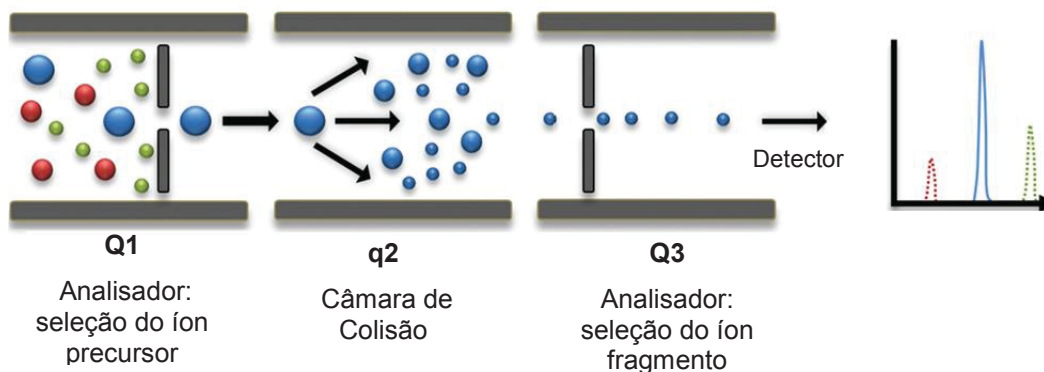 Detector
Q1
Analisador:
seleção do íon
precursor
q2
Câmara de
Colisão
Q3
Analisador:
seleção do íon
fragmento